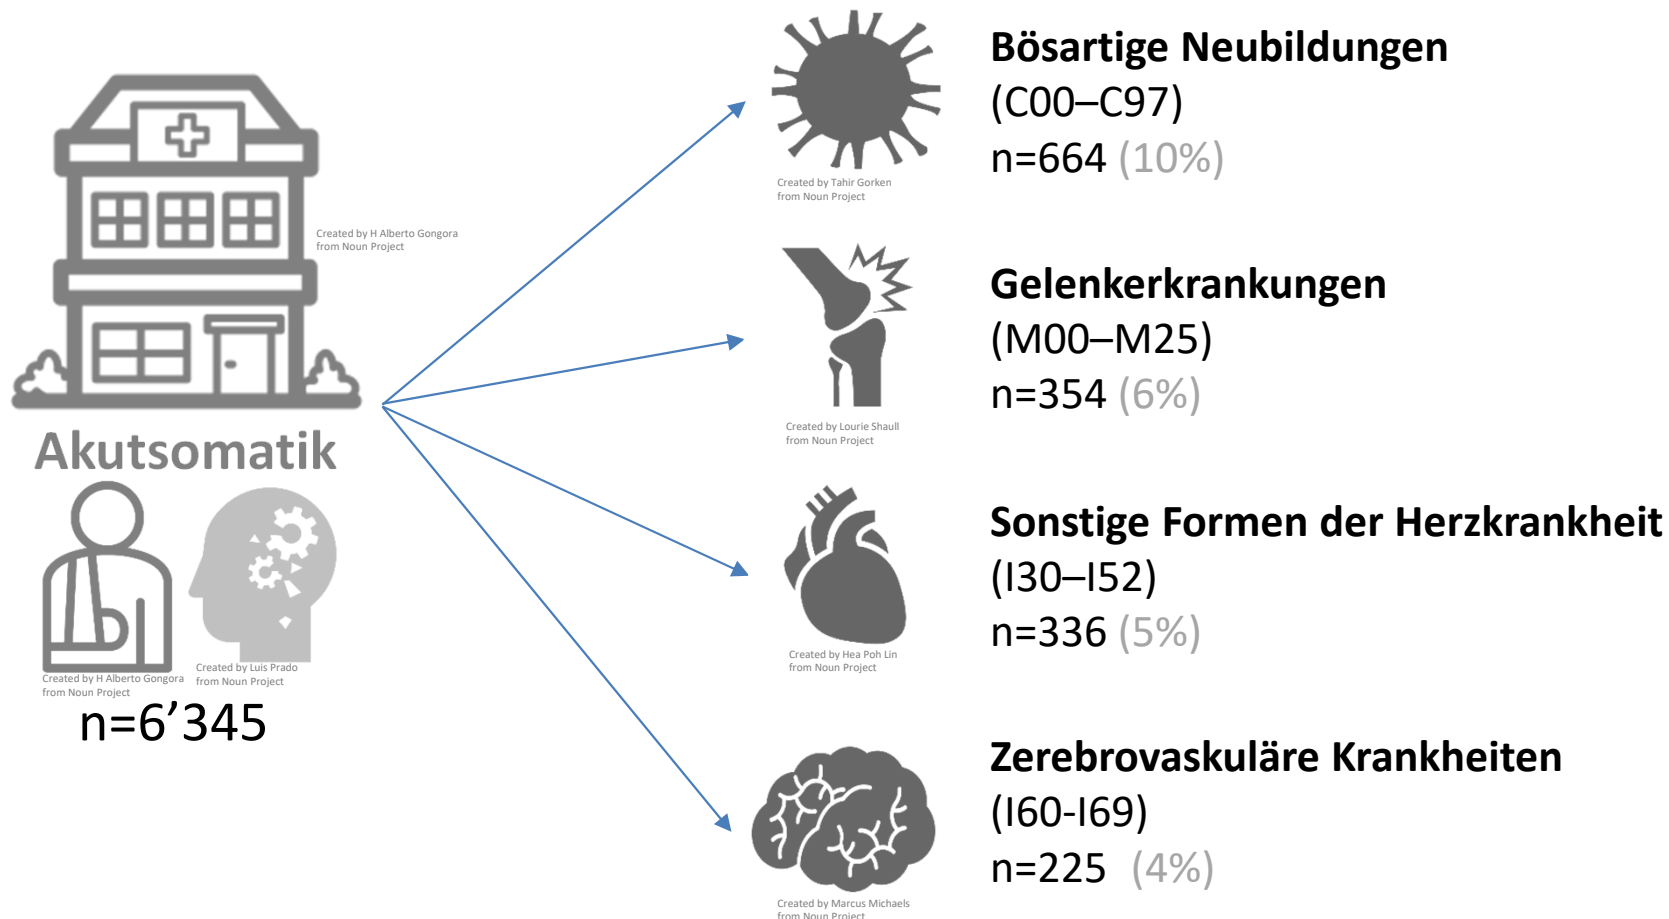 Created by H Alberto Gongora
from Noun Project
Akutsomatik
Created by H Alberto Gongora
from Noun Project
Created by Luis Prado
from Noun Project
n=6’345
Created by Tahir Gorken
from Noun Project
Bösartige Neubildungen
(C00–C97)
n=664 (10%)
Created by Lourie Shaull
from Noun Project
Gelenkerkrankungen
(M00–M25)
n=354 (6%)
Created by Hea Poh Lin
from Noun Project
Sonstige Formen der Herzkrankheit
(I30–I52)
n=336 (5%)
Created by Marcus Michaels
from Noun Project
Zerebrovaskuläre Krankheiten
(I60-I69)
n=225 (4%)